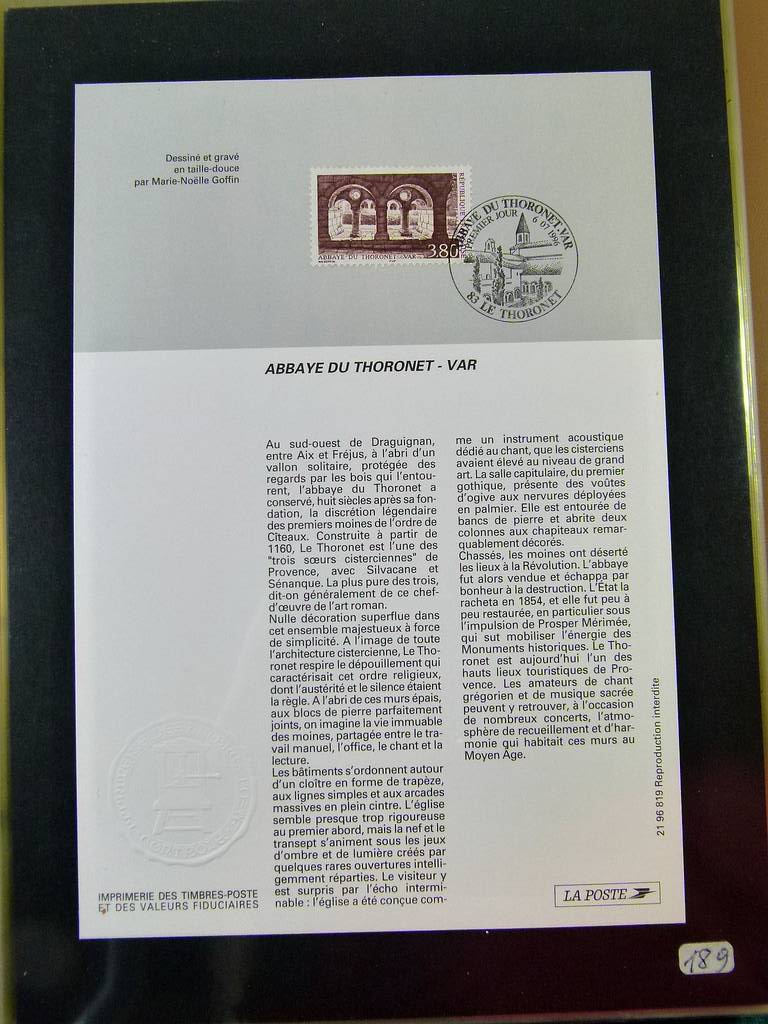 Dessiné et gravé
en taille-douce
par Marie-Noëlle Goffin
RÉPUBLIQUE
3,80
ABBAYE DU THORONET - VAR
ABBAYE DU THORONET-VAR
PREMIER JOUR 6 07 1996
83 LE THORONET
ABBAYE DU THORONET - VAR
Au sud-ouest de Draguignan,
entre Aix et Fréjus, à l'abri d'un
vallon solitaire, protégée des
regards par les bois qui l'entou-
rent, l'abbaye du Thoronet a
conservé, huit siècles après sa fon-
dation, la discrétion légendaire
des premiers moines de l'ordre de
Cîteaux. Construite à partir de
1160, Le Thoronet est l'une des
"trois sœurs cisterciennes" de
Provence, avec Silvacane et
Sénanque. La plus pure des trois,
dit-on généralement de ce chef-
d'œuvre de l'art roman.
Nulle décoration superflue dans
cet ensemble majestueux à force
de simplicité. A l'image de toute
l'architecture cistercienne, Le Tho-
ronet respire le dépouillement qui
caractérisait cet ordre religieux,
dont l'austérité et le silence étaient
la règle. A l'abri de ces murs épais,
aux blocs de pierre parfaitement
joints, on imagine la vie immuable
des moines, partagée entre le tra-
vail manuel, l'office, le chant et la
lecture.
Les bâtiments s'ordonnent autour
d'un cloître en forme de trapèze,
aux lignes simples et aux arcades
massives en plein cintre. L'église
semble presque trop rigoureuse
au premier abord, mais la nef et le
transept s'animent sous les jeux
d'ombre et de lumière créés par
quelques rares ouvertures intelli-
gemment réparties. Le visiteur y
est surpris par l'écho intermi-
nable : l'église a été conçue com-
me un instrument acoustique
dédié au chant, que les cisterciens
avaient élevé au niveau de grand
art. La salle capitulaire, du premier
gothique, présente des voûtes
d'ogive aux nervures déployées
en palmier. Elle est entourée de
bancs de pierre et abrite deux
colonnes aux chapiteaux remar-
quablement décorés.
Chassés, les moines ont déserté
les lieux à la Révolution. L'abbaye
fut alors vendue et échappa par
bonheur à la destruction. L'État la
racheta en 1854, et elle fut peu à
peu restaurée, en particulier sous
l'impulsion de Prosper Mérimée,
qui sut mobiliser l'énergie des
Monuments historiques. Le Tho-
ronet est aujourd'hui l'un des
hauts lieux touristiques de Pro-
vence. Les amateurs de chant
grégorien et de musique sacrée
peuvent y retrouver, à l'occasion
de nombreux concerts, l'atmo-
sphère de recueillement et d'har-
monie qui habitait ces murs au
Moyen Âge.
21 96 819 Reproduction interdite
IMPRIMERIE DES TIMBRES-POSTE
ET DES VALEURS FIDUCIAIRES
LA POSTE
189